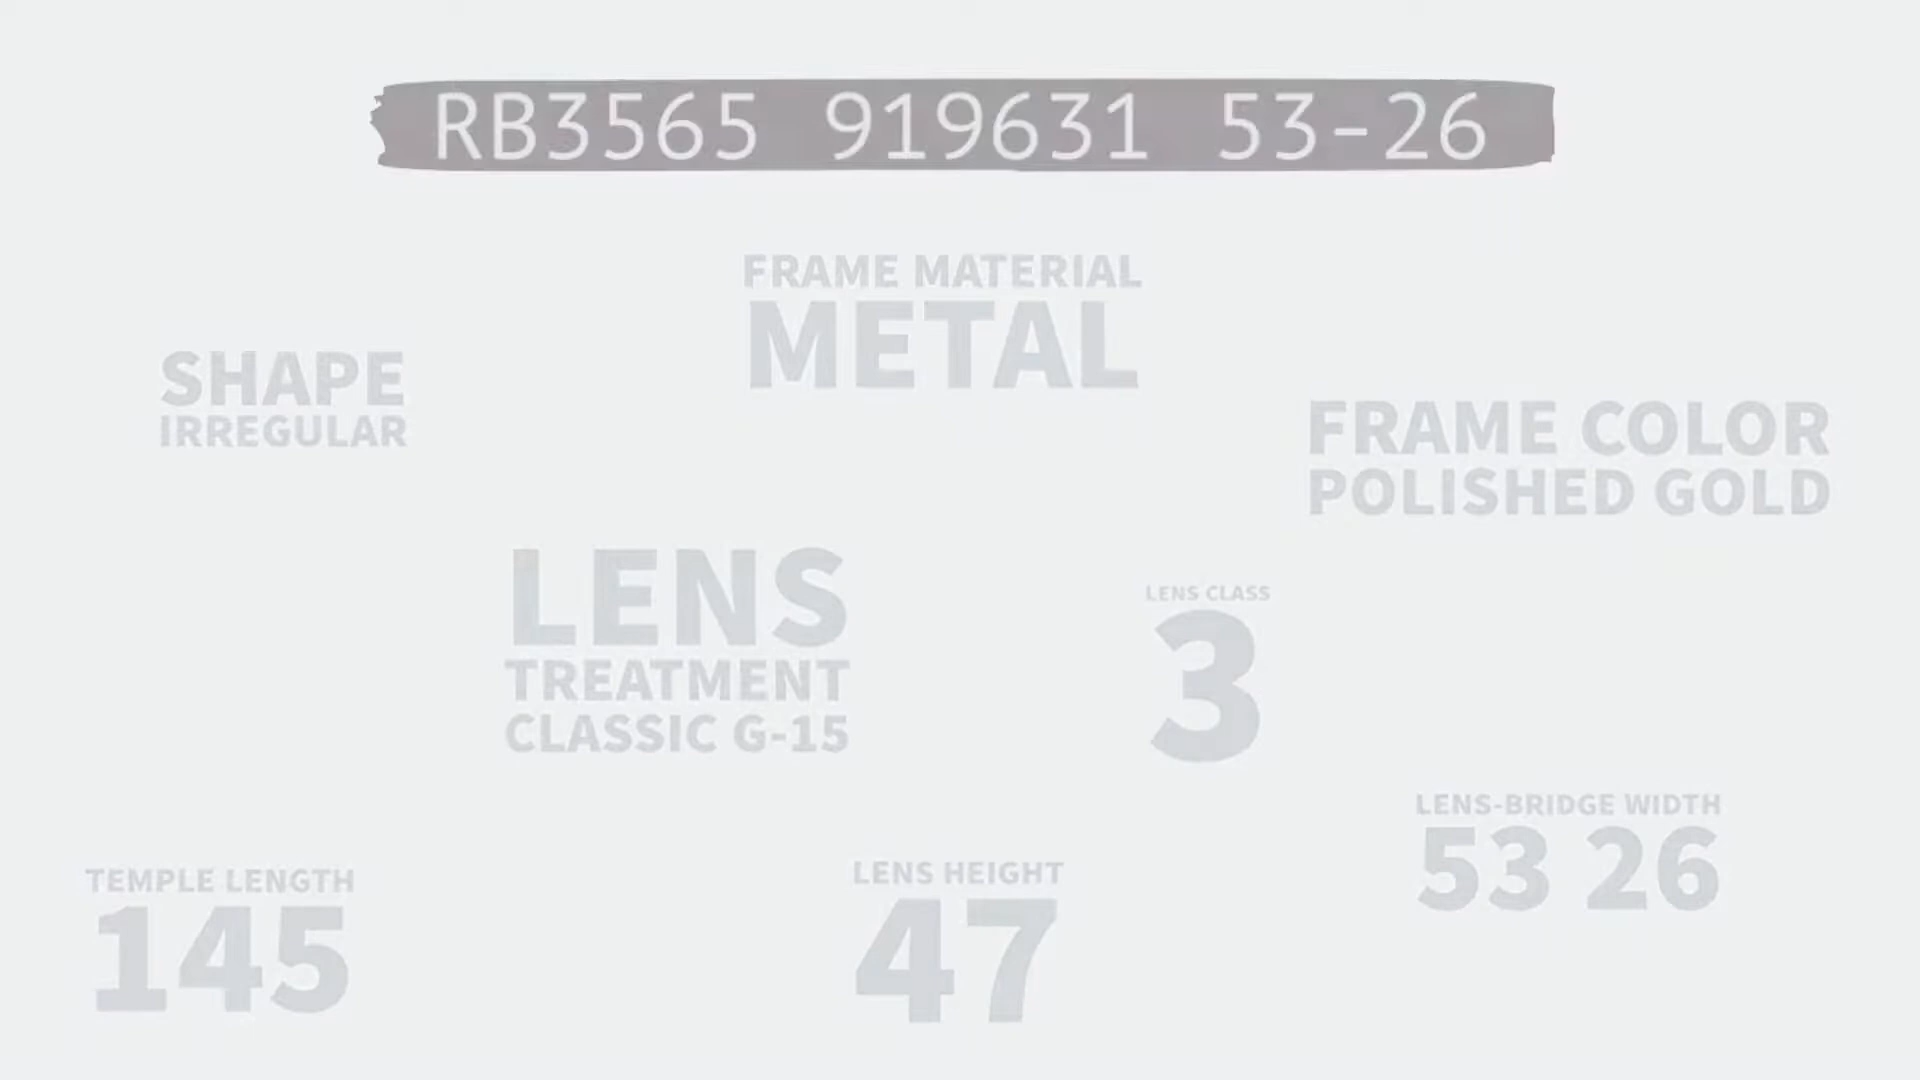 RB3565 919631 53-26
FRAME MATERIAL
METAL
SHAPE
IRREGULAR
FRAME COLOR
POLISHED GOLD
LENS
TREATMENT
CLASSIC G-15
LENS CLASS
3
LENS-BRIDGE WIDTH
53 26
TEMPLE LENGTH
145
LENS HEIGHT
47